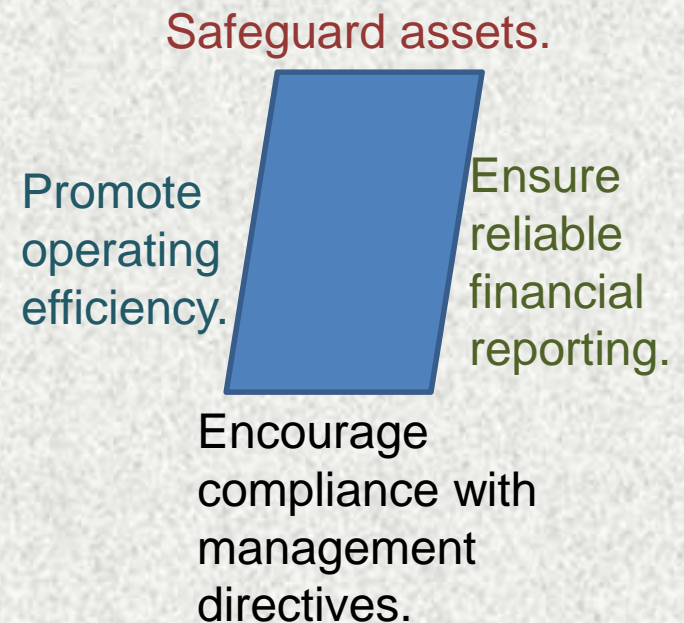 Safeguard assets.
Promote
operating
efficiency.
Ensure
reliable
financial
reporting.
Encourage
compliance with
management
directives.